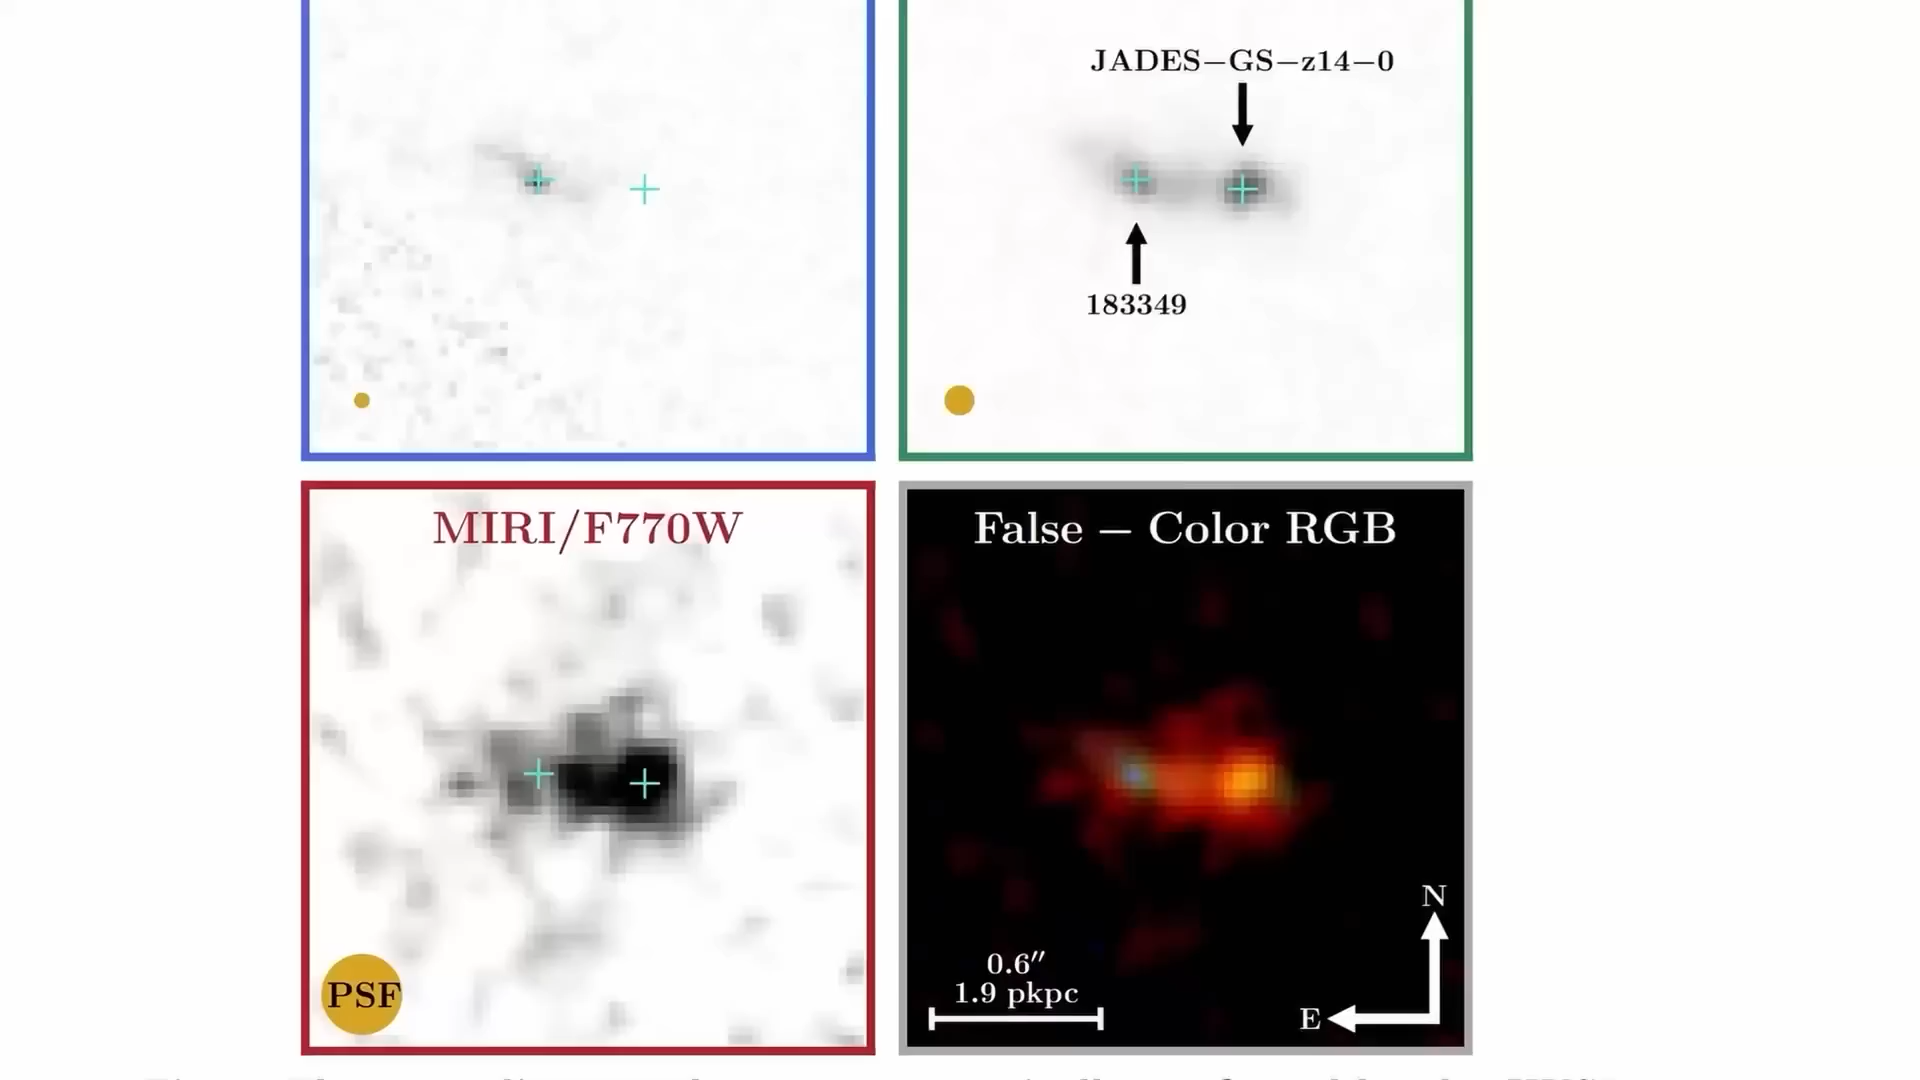 JADES−GS−z14−0
183349
MIRI/F770W
False − Color RGB
N
0.6″
1.9 pkpc
PSF
E